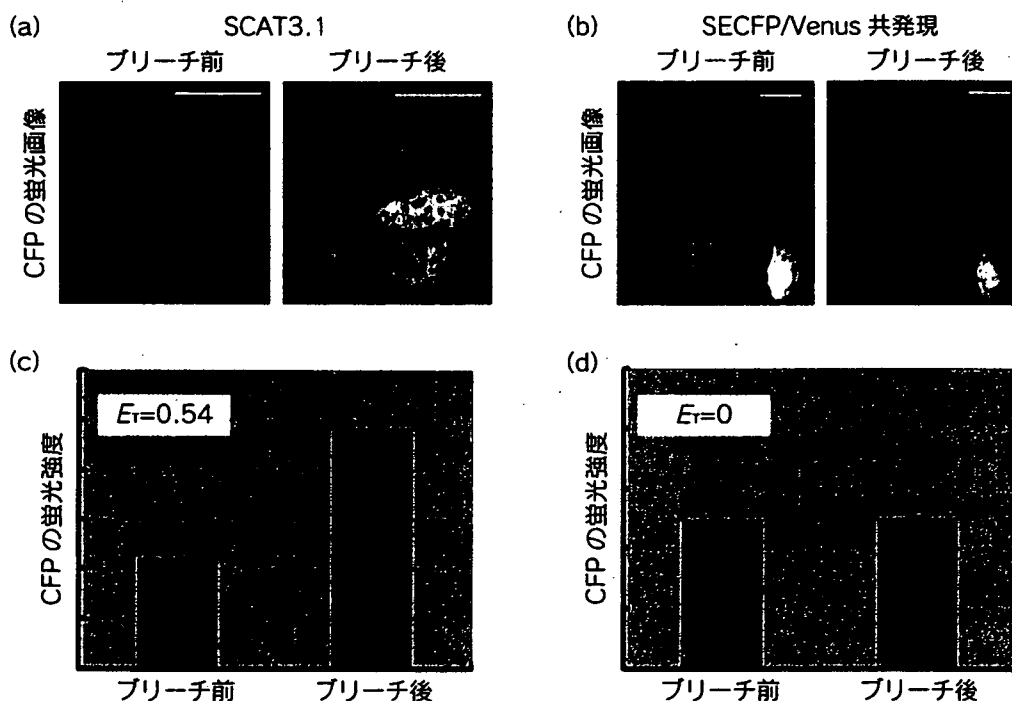 (a) SCAT3.1
ブリーチ前 ブリーチ後
CFP の蛍光画像
(b) SECFP/Venus 共発現
ブリーチ前 ブリーチ後
CFP の蛍光画像
(c)
CFP の蛍光強度
ET=0.54
ブリーチ前 ブリーチ後
(d)
CFP の蛍光強度
ET=0
ブリーチ前 ブリーチ後